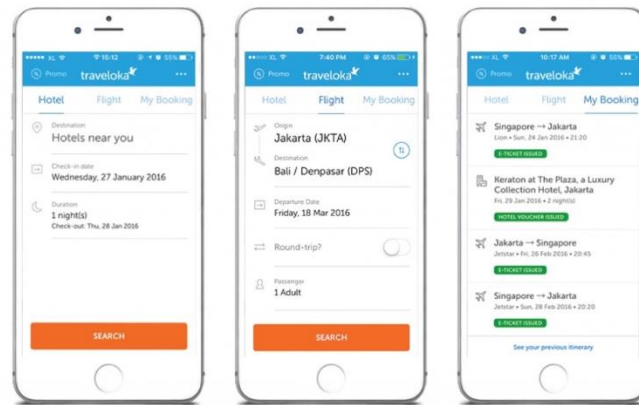 XL 15:12 55%
Promo traveloka ...
Hotel Flight My Booking
Destination
Hotels near you
Check-in date
Wednesday, 27 January 2016
Duration
1 night(s)
Check-out: Thu, 28 Jan 2016
SEARCH
XL 7:40 PM 65%
Promo traveloka ...
Hotel Flight My Booking
Origin
Jakarta (JKTA)
Destination
Bali / Denpasar (DPS)
Departure Date
Friday, 18 Mar 2016
Round-trip?
Passenger
1 Adult
SEARCH
XL 10:17 AM 55%
Promo traveloka ...
Hotel Flight My Booking
Singapore → Jakarta
Lion • Sun, 24 Jan 2016 • 21:20
E-TICKET ISSUED
Keraton at The Plaza, a Luxury
Collection Hotel, Jakarta
Fri, 29 Jan 2016 • 2 night(s)
HOTEL VOUCHER ISSUED
Jakarta → Singapore
Jetstar • Fri, 26 Feb 2016 • 20:45
E-TICKET ISSUED
Singapore → Jakarta
Jetstar • Sun, 28 Feb 2016 • 20:20
E-TICKET ISSUED
See your previous itinerary